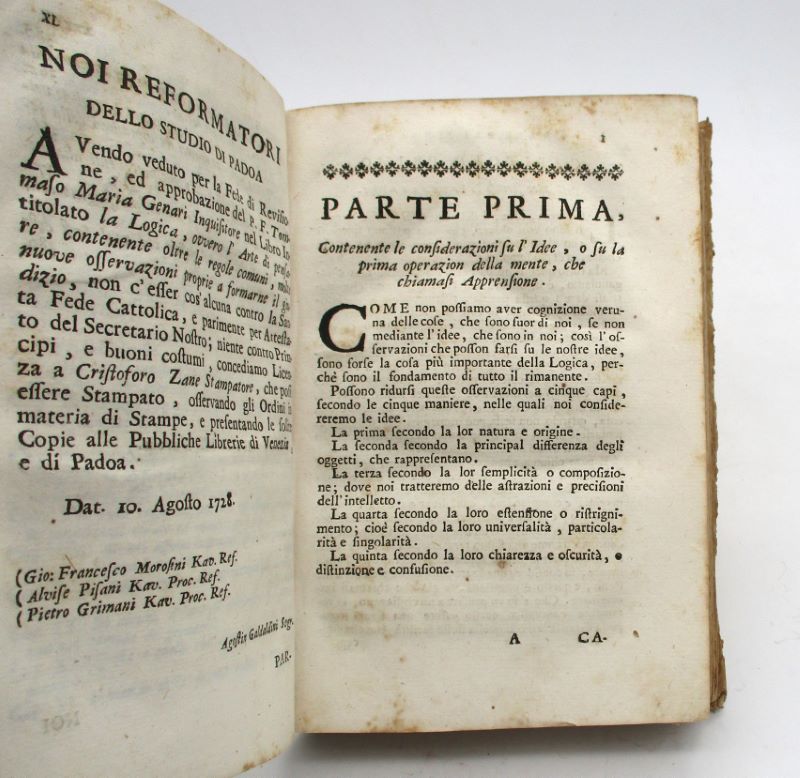 XL
NOI REFORMATORI
DELLO STUDIO DI PADOA
AVendo veduto per la Fede di Revisio-
ne, ed approbazione del P. F. Tom-
maſo Maria Genari Inquiſitore nel Libro In-
titolato la Logica, ovvero l' Arte di penſa-
re, contenente oltre le regole comuni, molte
nuove oſſervazioni proprie a formarne il giu-
dizio, non c'eſſer cos' alcuna contro la San-
ta Fede Cattolica, e parimente per Atteſta-
to del Secretario Noſtro; niente contro Prin-
cipi, e buoni coſtumi, concediamo Licen-
za a Criſtoforo Zane Stampatore, che poſſi
eſſere Stampato, oſſervando gli Ordini in
materia di Stampe, e preſentando le ſolite
Copie alle Pubbliche Librerie di Venezia,
e di Padoa.
Dat. 10. Agoſto 1728.
(Gio: Franceſco Moroſini Kav. Ref.
( Alviſe Piſani Kav. Proc. Ref.
( Pietro Grimani Kav. Proc. Ref.
Agoſtin Gadaldini Segr.
PAR-
1
PARTE PRIMA,
Contenente le conſiderazioni ſu l'Idee, o ſu la
prima operazion della mente, che
chiamaſi Apprenſione.
COME non poſſiamo aver cognizione veru-
na delle coſe, che ſono fuor di noi, ſe non
mediante l'idee, che ſono in noi; così l'oſ-
ſervazioni che poſſon farſi ſu le noſtre idee,
ſono forſe la coſa più importante della Logica, per-
chè ſono il fondamento di tutto il rimanente.
Poſſono ridurſi queſte oſſervazioni a cinque capi,
ſecondo le cinque maniere, nelle quali noi conſide-
reremo le idee.
La prima ſecondo la lor natura e origine.
La ſeconda ſecondo la principal differenza degli
oggetti, che rappreſentano.
La terza ſecondo la lor ſemplicità o compoſizio-
ne; dove noi tratteremo delle aſtrazioni e preciſioni
dell'intelletto.
La quarta ſecondo la loro eſtenſione o riſtrigni-
mento; cioè ſecondo la loro univerſalità, particola-
rità e ſingolarità.
La quinta ſecondo la loro chiarezza e oſcurità, e
diſtinzione e confuſione.
A CA-